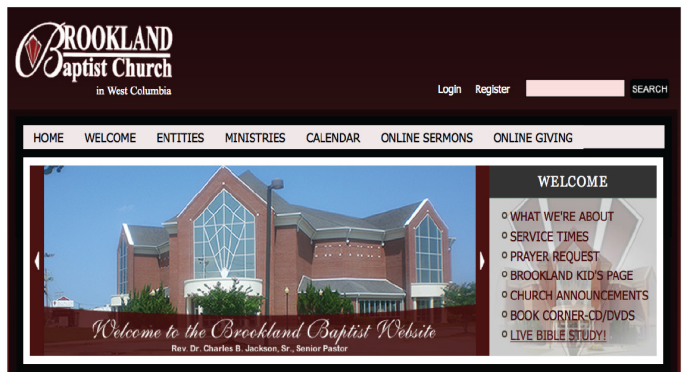 BROOKLAND
Baptist Church
in West Columbia
Login Register SEARCH
HOME WELCOME ENTITIES MINISTRIES CALENDAR ONLINE SERMONS ONLINE GIVING
WELCOME
WHAT WE'RE ABOUT
SERVICE TIMES
PRAYER REQUEST
BROOKLAND KID'S PAGE
CHURCH ANNOUNCEMENTS
BOOK CORNER-CD/DVDS
LIVE BIBLE STUDY!
Welcome to the Brookland Baptist Website
Rev. Dr. Charles B. Jackson, Sr., Senior Pastor